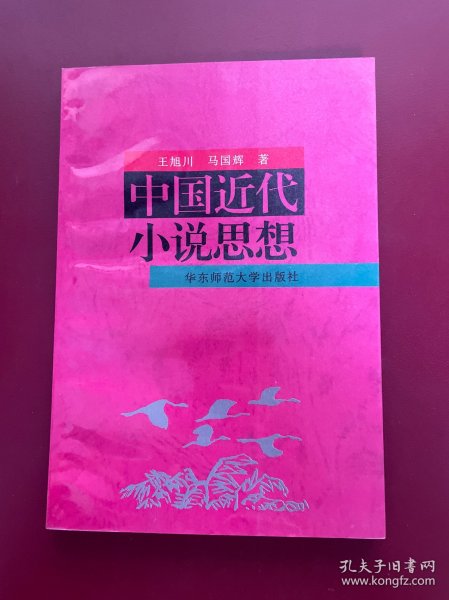 王旭川 马国辉 著
中国近代
小说思想
华东师范大学出版社
孔夫子旧书网
www.kongfz.com